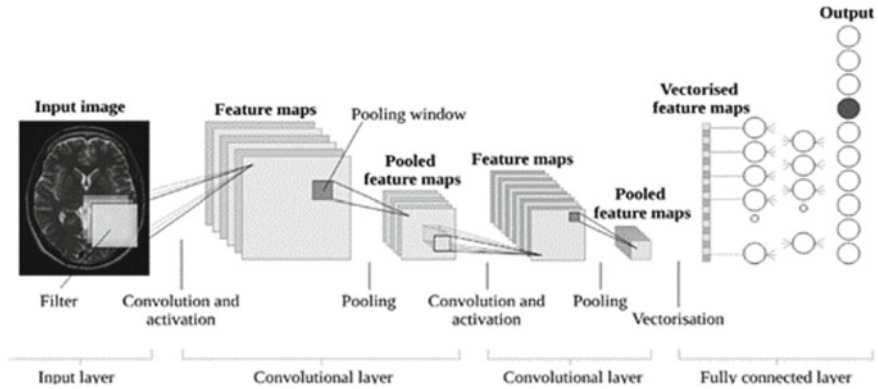 Output
Input image
Feature maps
Pooling window
Pooled
feature maps
Feature maps
Pooled
feature maps
Vectorised
feature maps
Filter
Convolution and
activation
Pooling
Convolution and
activation
Pooling
Vectorisation
Input layer
Convolutional layer
Convolutional layer
Fully connected layer